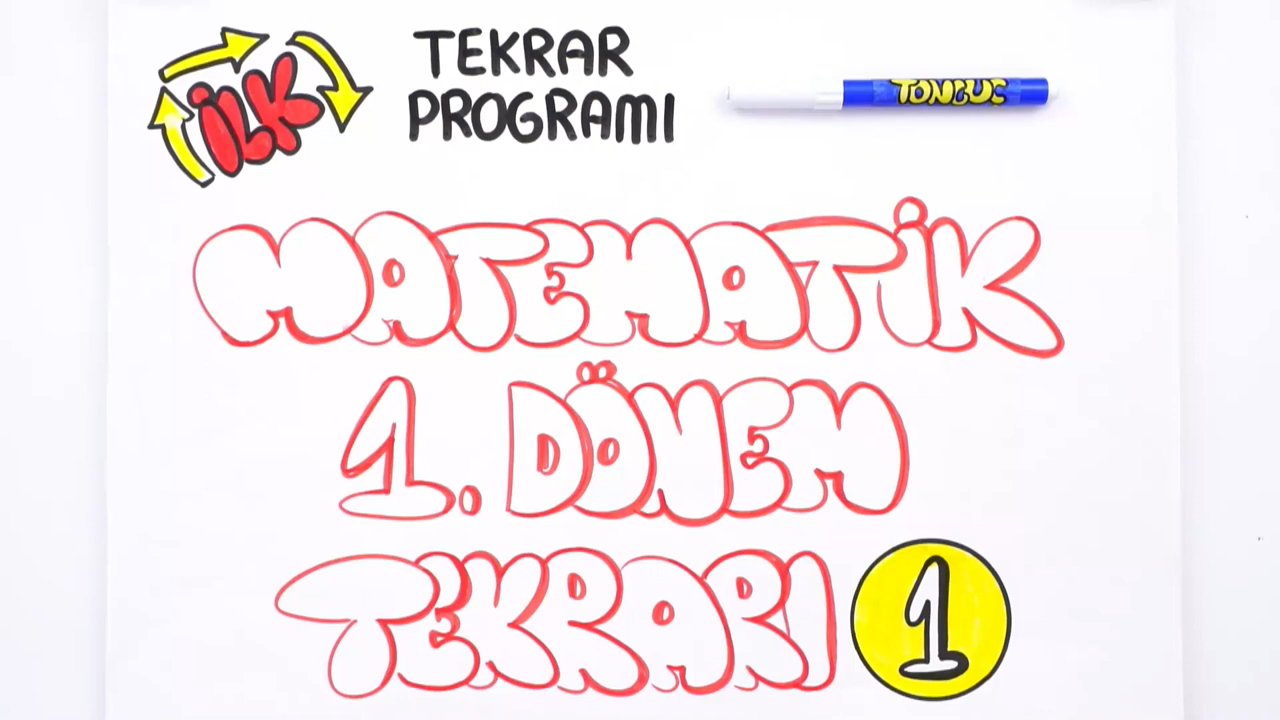 İLK
TEKRAR
PROGRAMI
TONGUÇ
MATEMATİK
1. DÖNEM
TEKRARI 1